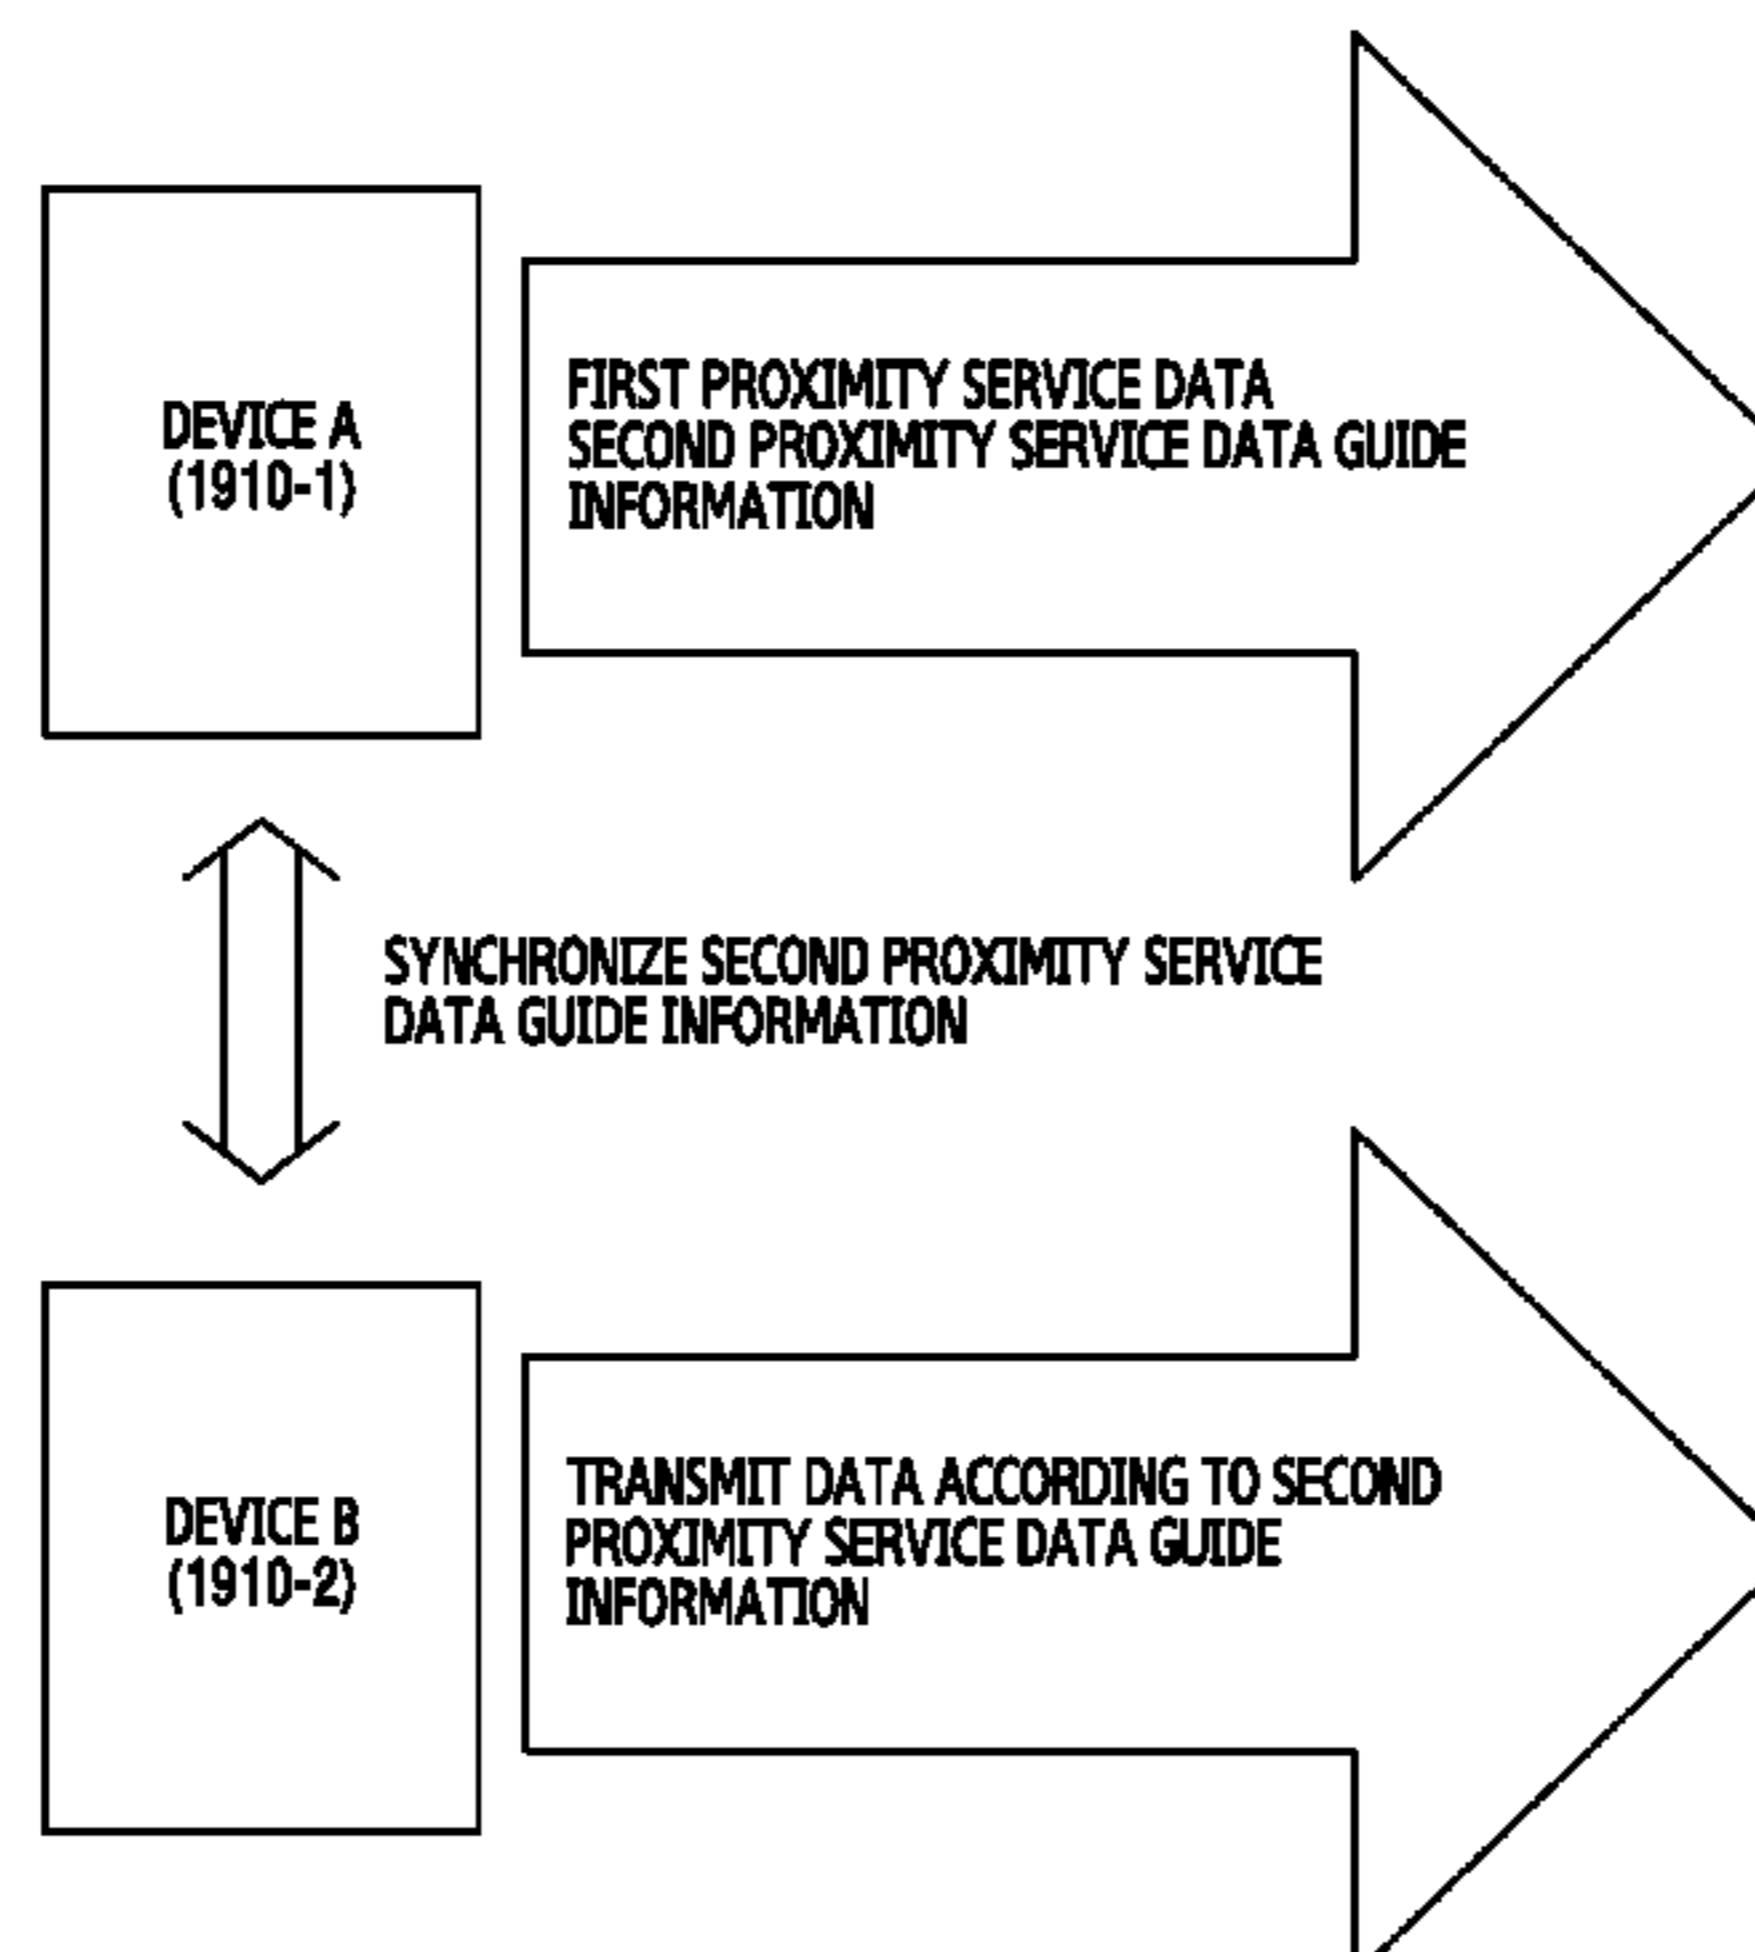 DEVICE A
(1910-1)
FIRST PROXIMITY SERVICE DATA
SECOND PROXIMITY SERVICE DATA GUIDE
INFORMATION
SYNCHRONIZE SECOND PROXIMITY SERVICE
DATA GUIDE INFORMATION
DEVICE B
(1910-2)
TRANSMIT DATA ACCORDING TO SECOND
PROXIMITY SERVICE DATA GUIDE
INFORMATION